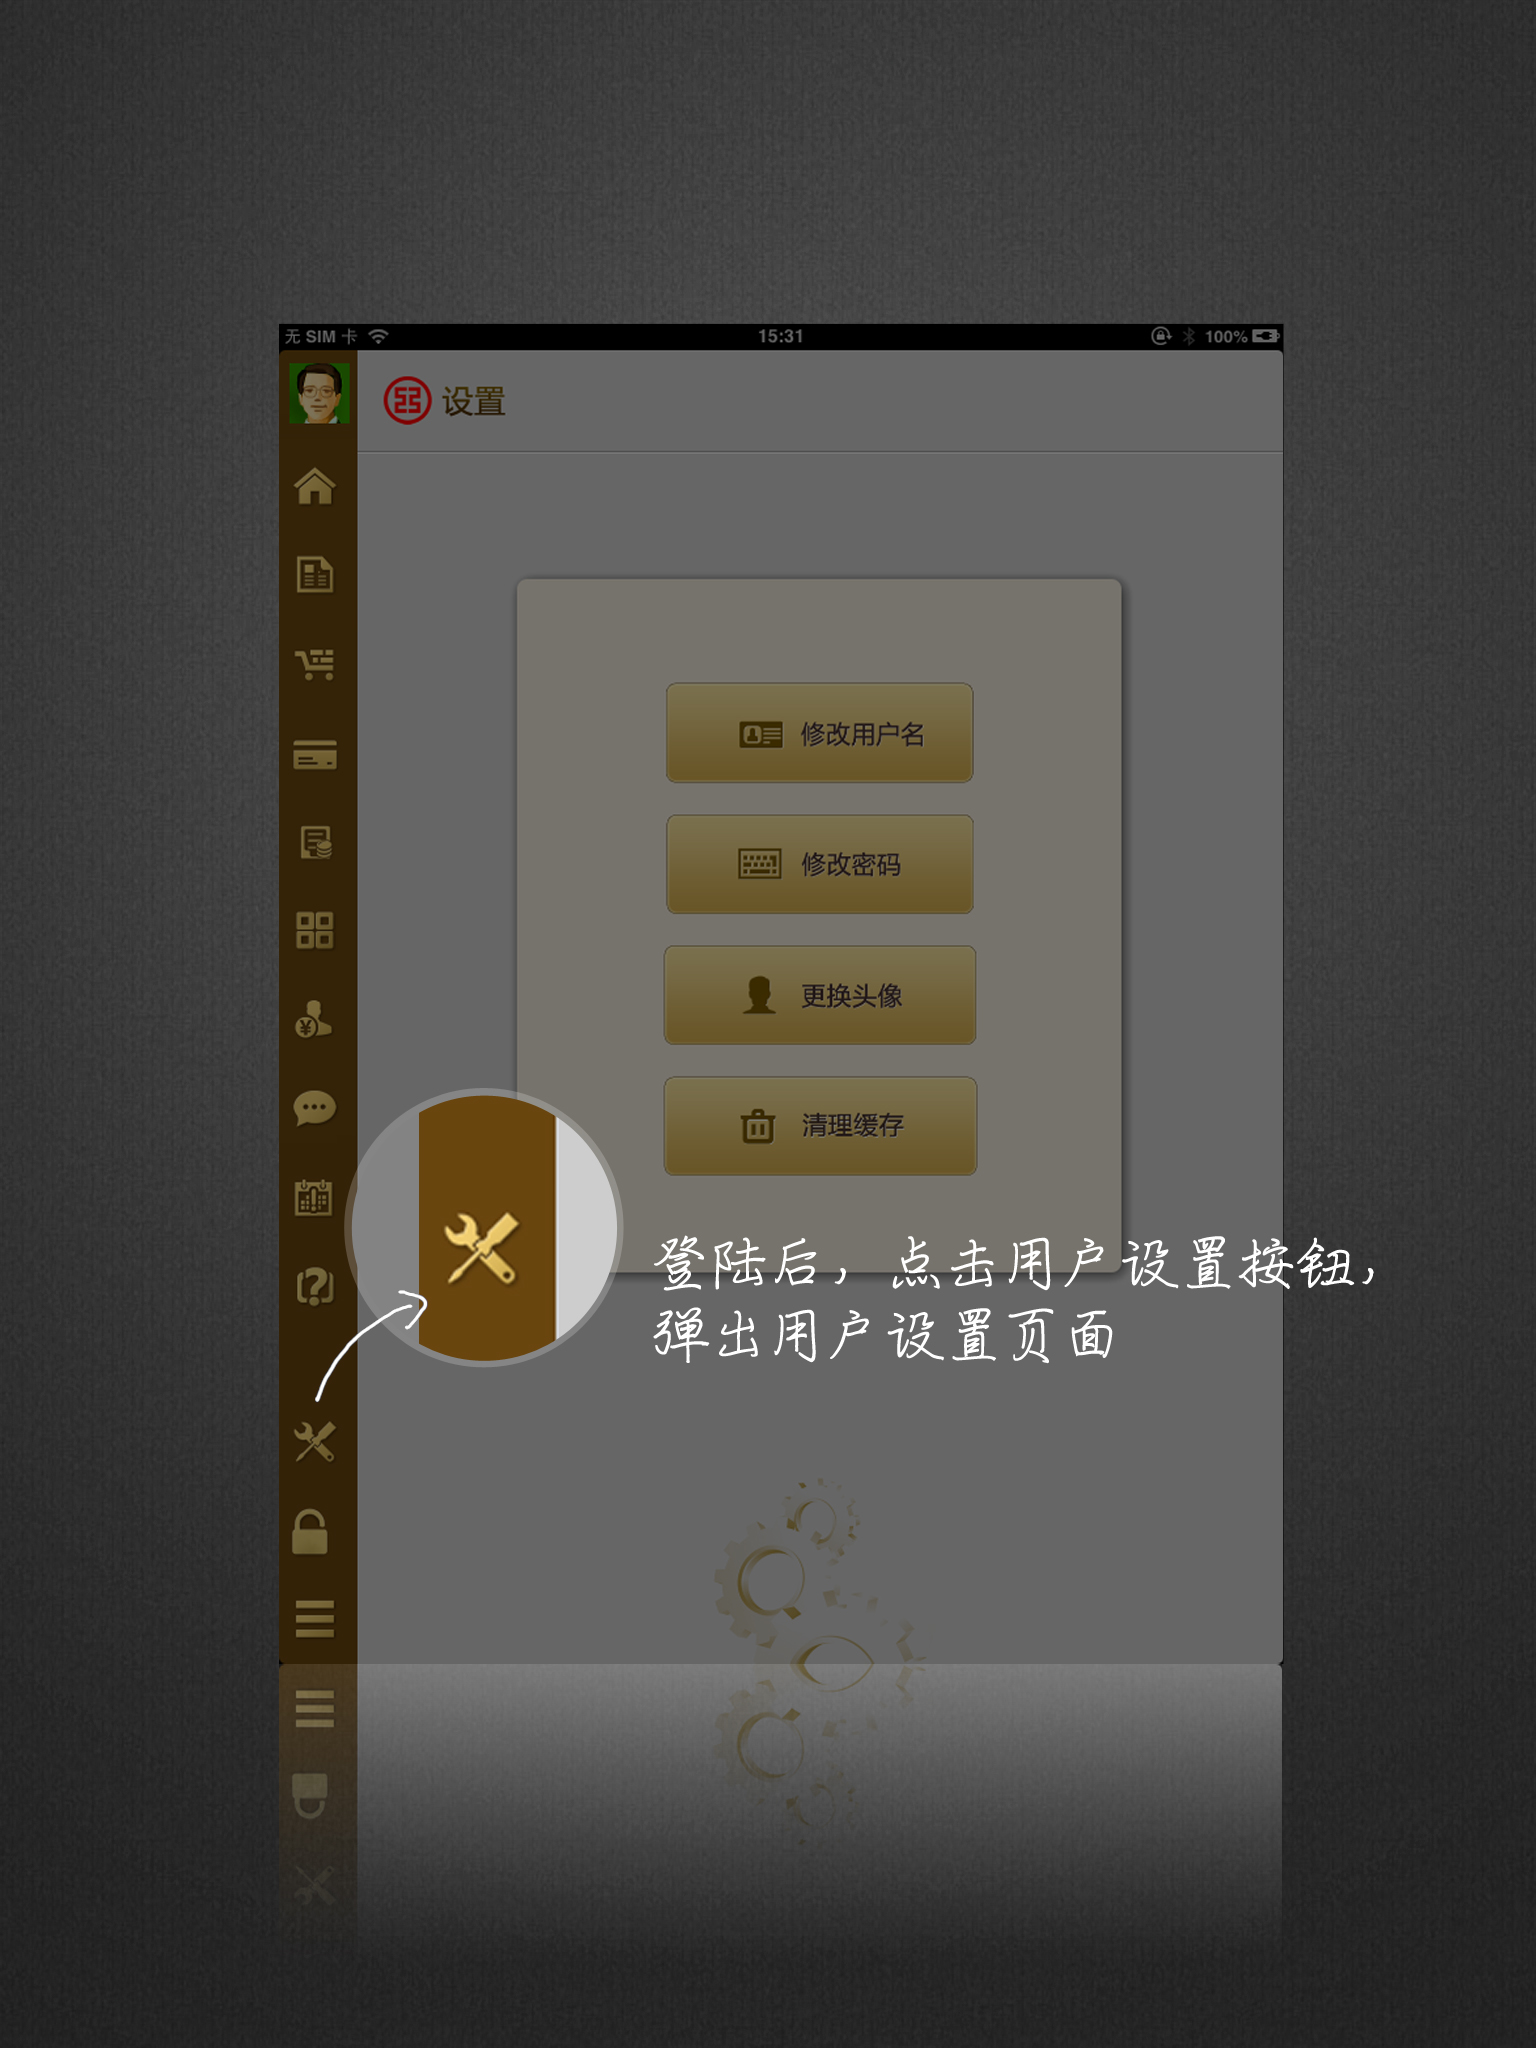 无 SIM 卡
15:31
100%
设置
修改用户名
修改密码
更换头像
清理缓存
登陆后，点击用户设置按钮，
弹出用户设置页面